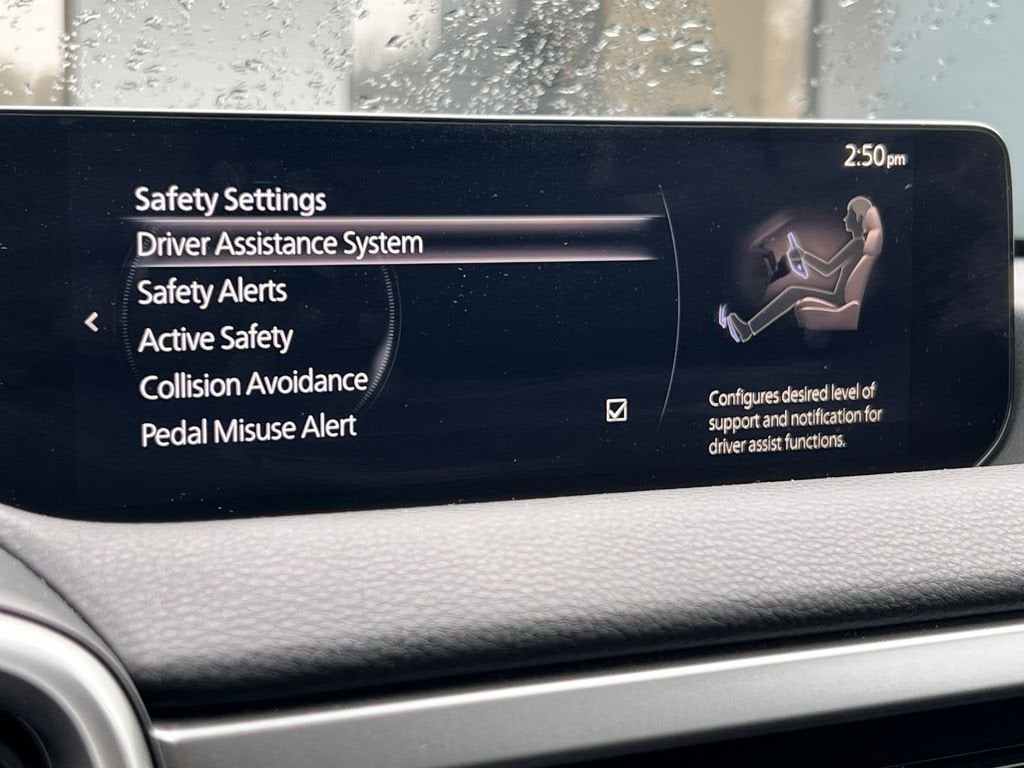 2:50pm
Safety Settings
Driver Assistance System
Safety Alerts
Active Safety
Collision Avoidance
Pedal Misuse Alert
Configures desired level of
support and notification for
driver assist functions.